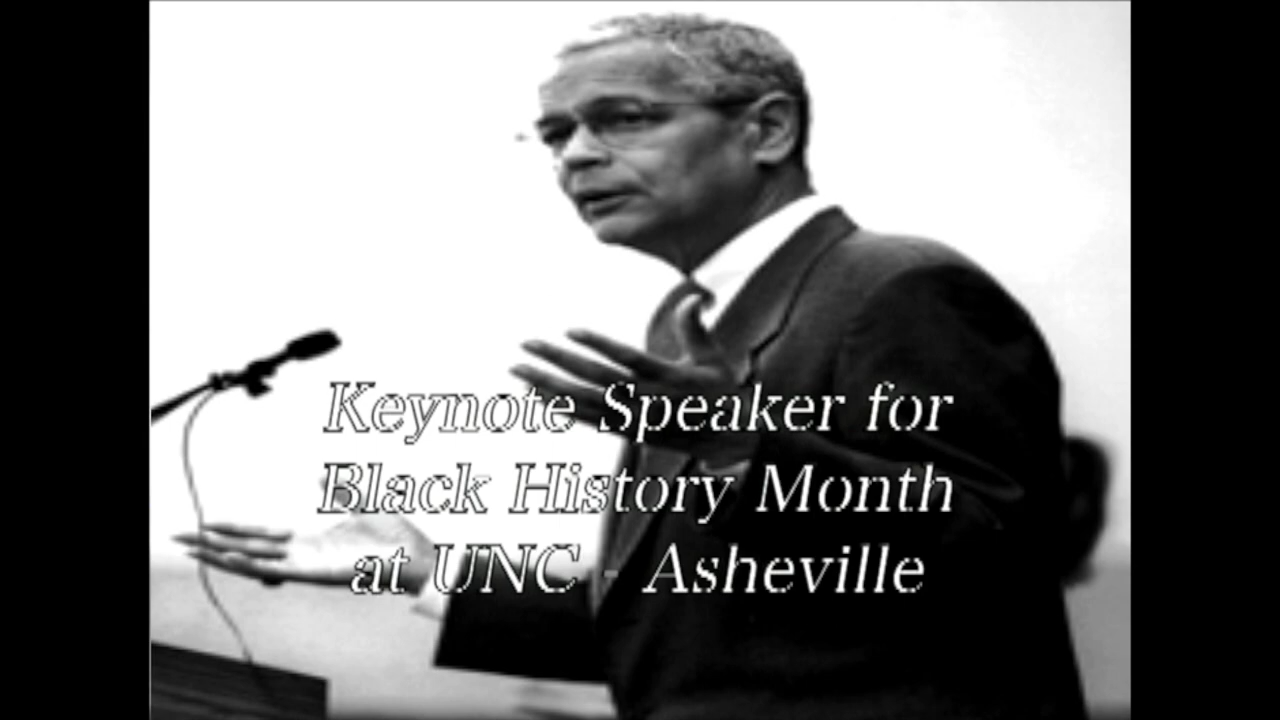 Keynote Speaker for
Black History Month
at UNC - Asheville